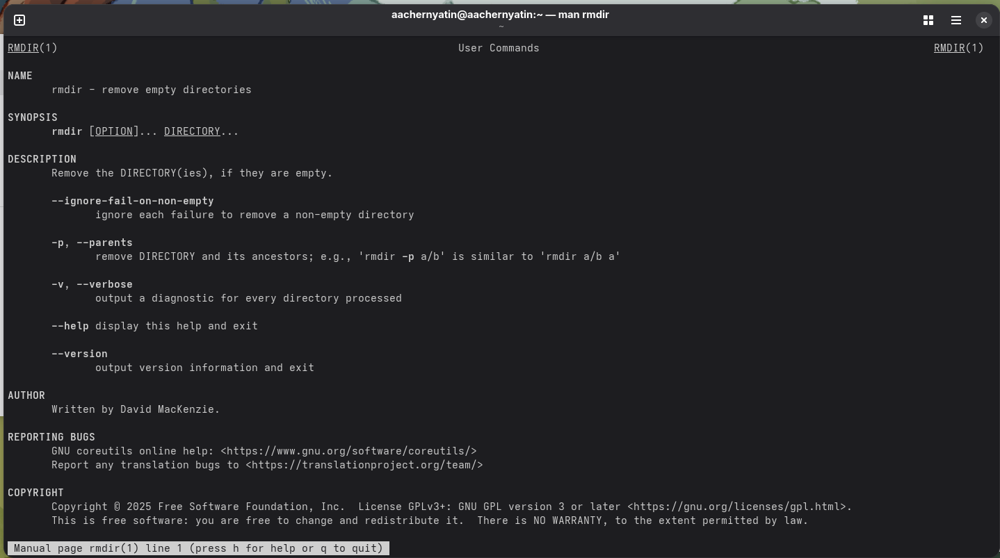 aachernyatin@aachernyatin:~ — man rmdir
~
RMDIR(1) User Commands RMDIR(1)
NAME
rmdir - remove empty directories
SYNOPSIS
rmdir [OPTION]... DIRECTORY...
DESCRIPTION
Remove the DIRECTORY(ies), if they are empty.
--ignore-fail-on-non-empty
ignore each failure to remove a non-empty directory
-p, --parents
remove DIRECTORY and its ancestors; e.g., 'rmdir -p a/b' is similar to 'rmdir a/b a'
-v, --verbose
output a diagnostic for every directory processed
--help display this help and exit
--version
output version information and exit
AUTHOR
Written by David MacKenzie.
REPORTING BUGS
GNU coreutils online help: <https://www.gnu.org/software/coreutils/>
Report any translation bugs to <https://translationproject.org/team/>
COPYRIGHT
Copyright © 2025 Free Software Foundation, Inc.  License GPLv3+: GNU GPL version 3 or later <https://gnu.org/licenses/gpl.html>.
This is free software: you are free to change and redistribute it.  There is NO WARRANTY, to the extent permitted by law.
Manual page rmdir(1) line 1 (press h for help or q to quit)